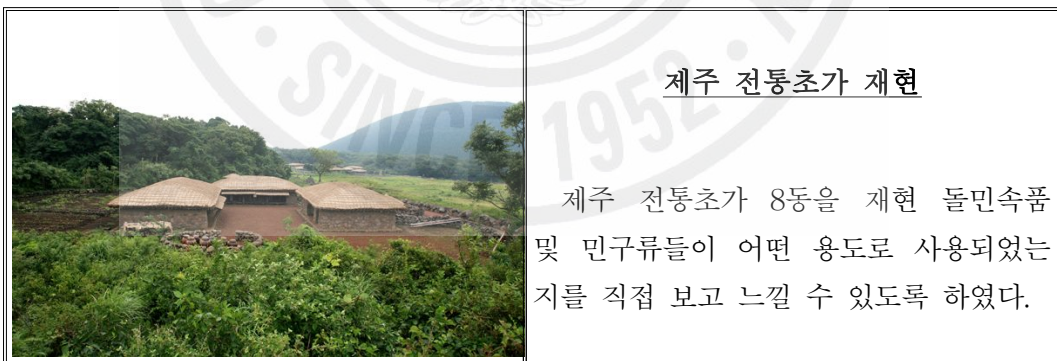 제주 전통초가 재현
제주 전통초가 8동을 재현 돌민속품
및 민구류들이 어떤 용도로 사용되었는
지를 직접 보고 느낄 수 있도록 하였다.
SINCE 1952